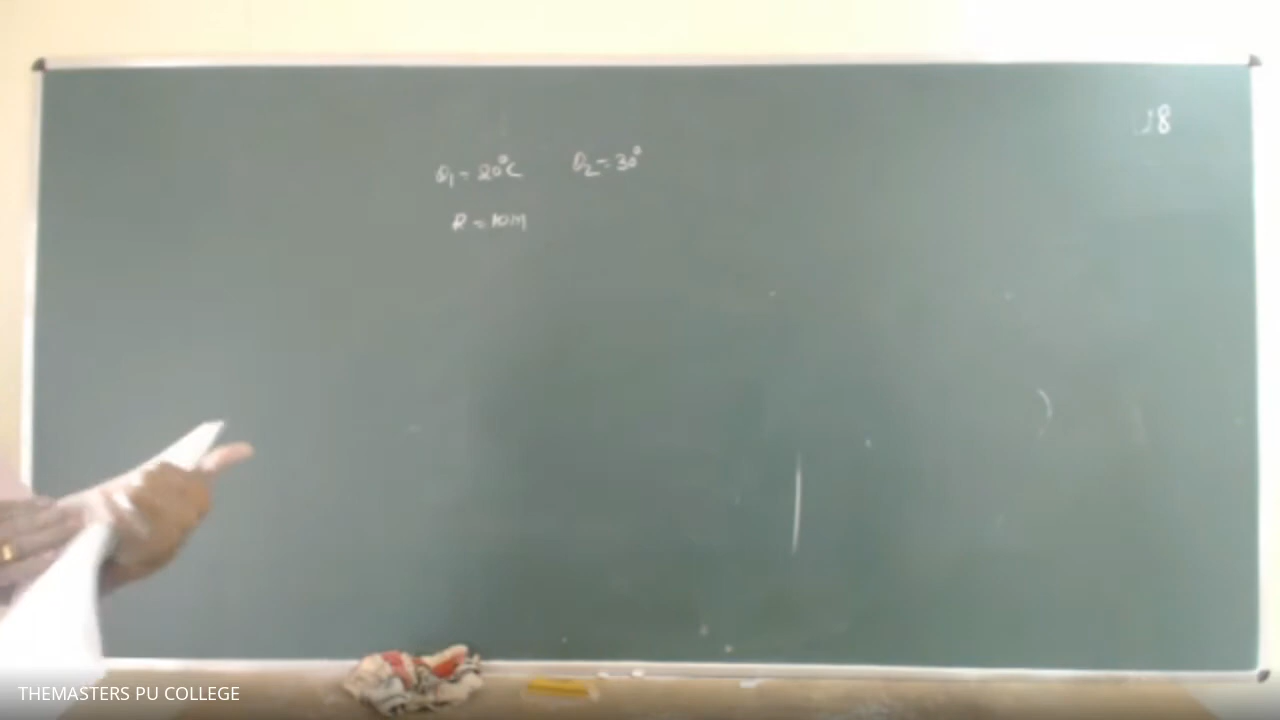 θ₁ = 20°C    θ₂ = 30°
R = 10M
18
THEMASTERS PU COLLEGE